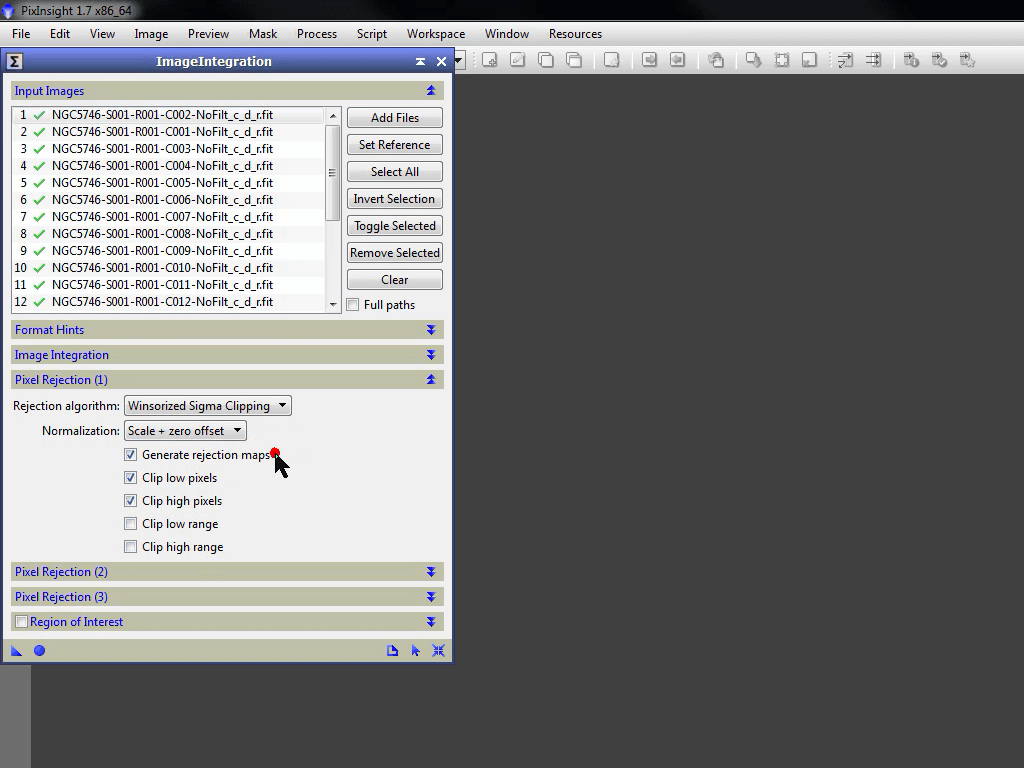 PixInsight 1.7 x86_64
File Edit View Image Preview Mask Process Script Workspace Window Resources
ImageIntegration
Input Images
1 NGC5746-S001-R001-C002-NoFilt_c_d_r.fit
2 NGC5746-S001-R001-C001-NoFilt_c_d_r.fit
3 NGC5746-S001-R001-C003-NoFilt_c_d_r.fit
4 NGC5746-S001-R001-C004-NoFilt_c_d_r.fit
5 NGC5746-S001-R001-C005-NoFilt_c_d_r.fit
6 NGC5746-S001-R001-C006-NoFilt_c_d_r.fit
7 NGC5746-S001-R001-C007-NoFilt_c_d_r.fit
8 NGC5746-S001-R001-C008-NoFilt_c_d_r.fit
9 NGC5746-S001-R001-C009-NoFilt_c_d_r.fit
10 NGC5746-S001-R001-C010-NoFilt_c_d_r.fit
11 NGC5746-S001-R001-C011-NoFilt_c_d_r.fit
12 NGC5746-S001-R001-C012-NoFilt_c_d_r.fit
Add Files
Set Reference
Select All
Invert Selection
Toggle Selected
Remove Selected
Clear
Full paths
Format Hints
Image Integration
Pixel Rejection (1)
Rejection algorithm: Winsorized Sigma Clipping
Normalization: Scale + zero offset
Generate rejection maps
Clip low pixels
Clip high pixels
Clip low range
Clip high range
Pixel Rejection (2)
Pixel Rejection (3)
Region of Interest